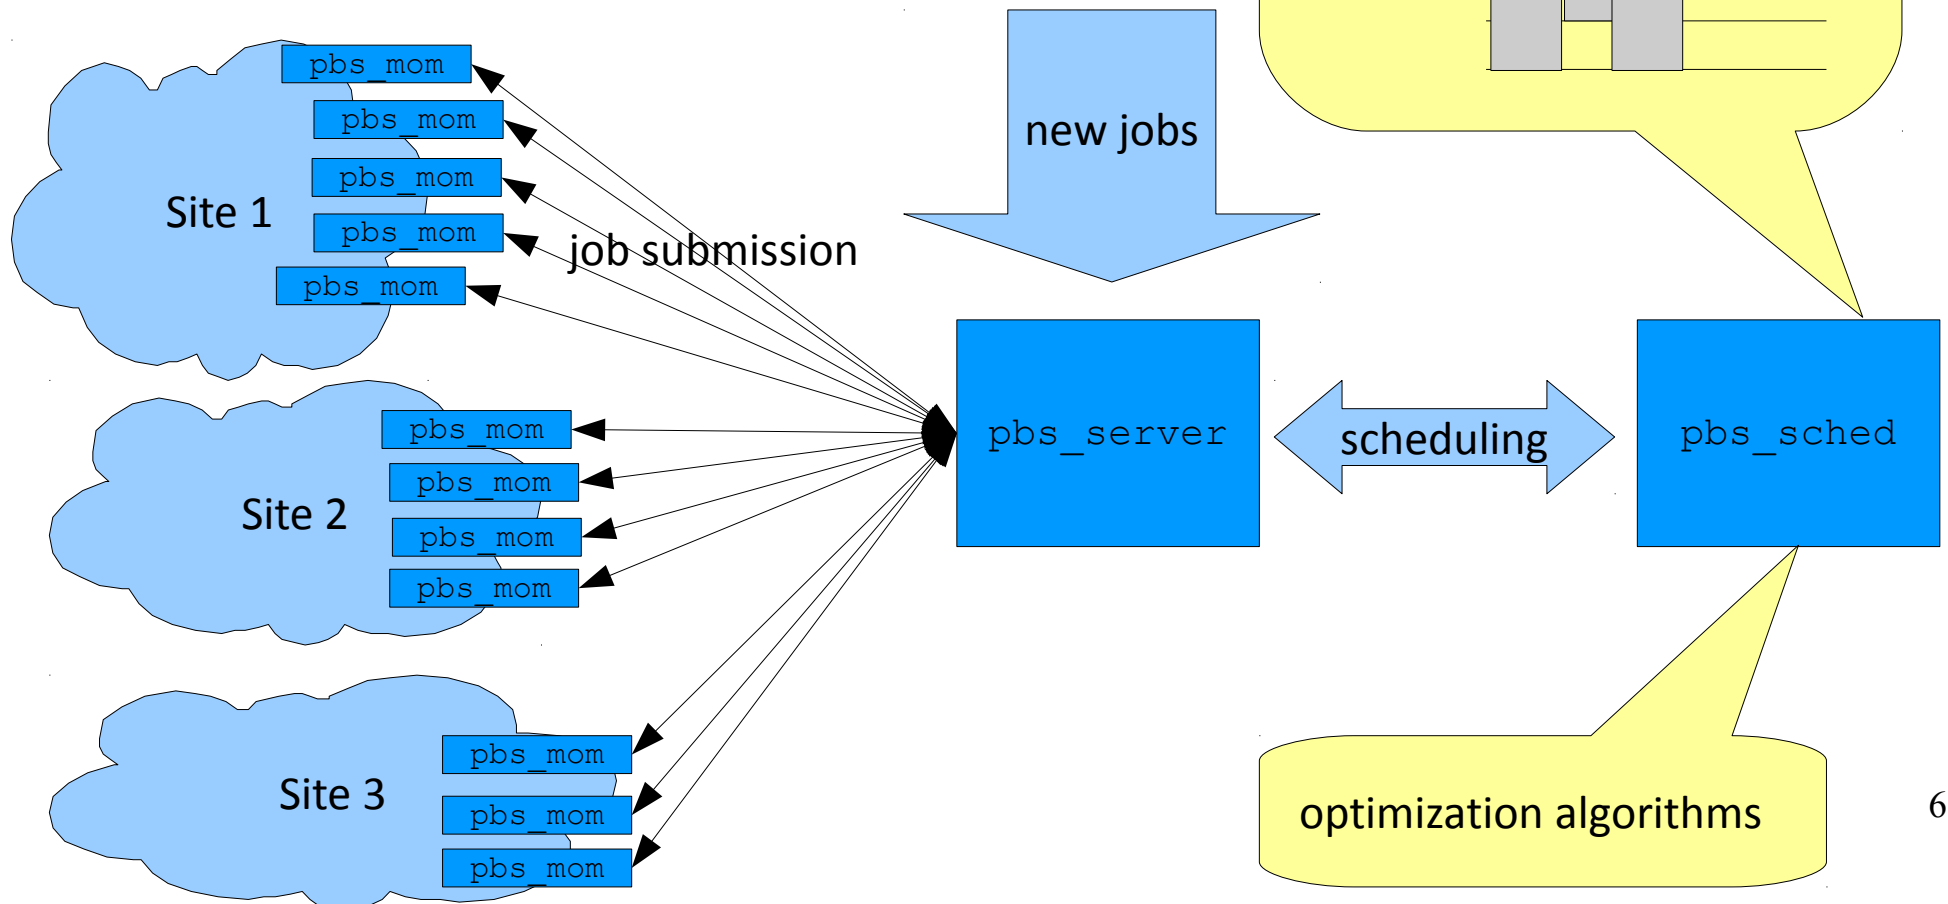 pbs_mom
pbs_mom
pbs_mom
pbs_mom
pbs_mom
Site 1
job submission
new jobs
pbs_mom
pbs_mom
pbs_mom
pbs_mom
Site 2
pbs_server
scheduling
pbs_sched
pbs_mom
pbs_mom
pbs_mom
Site 3
optimization algorithms
6